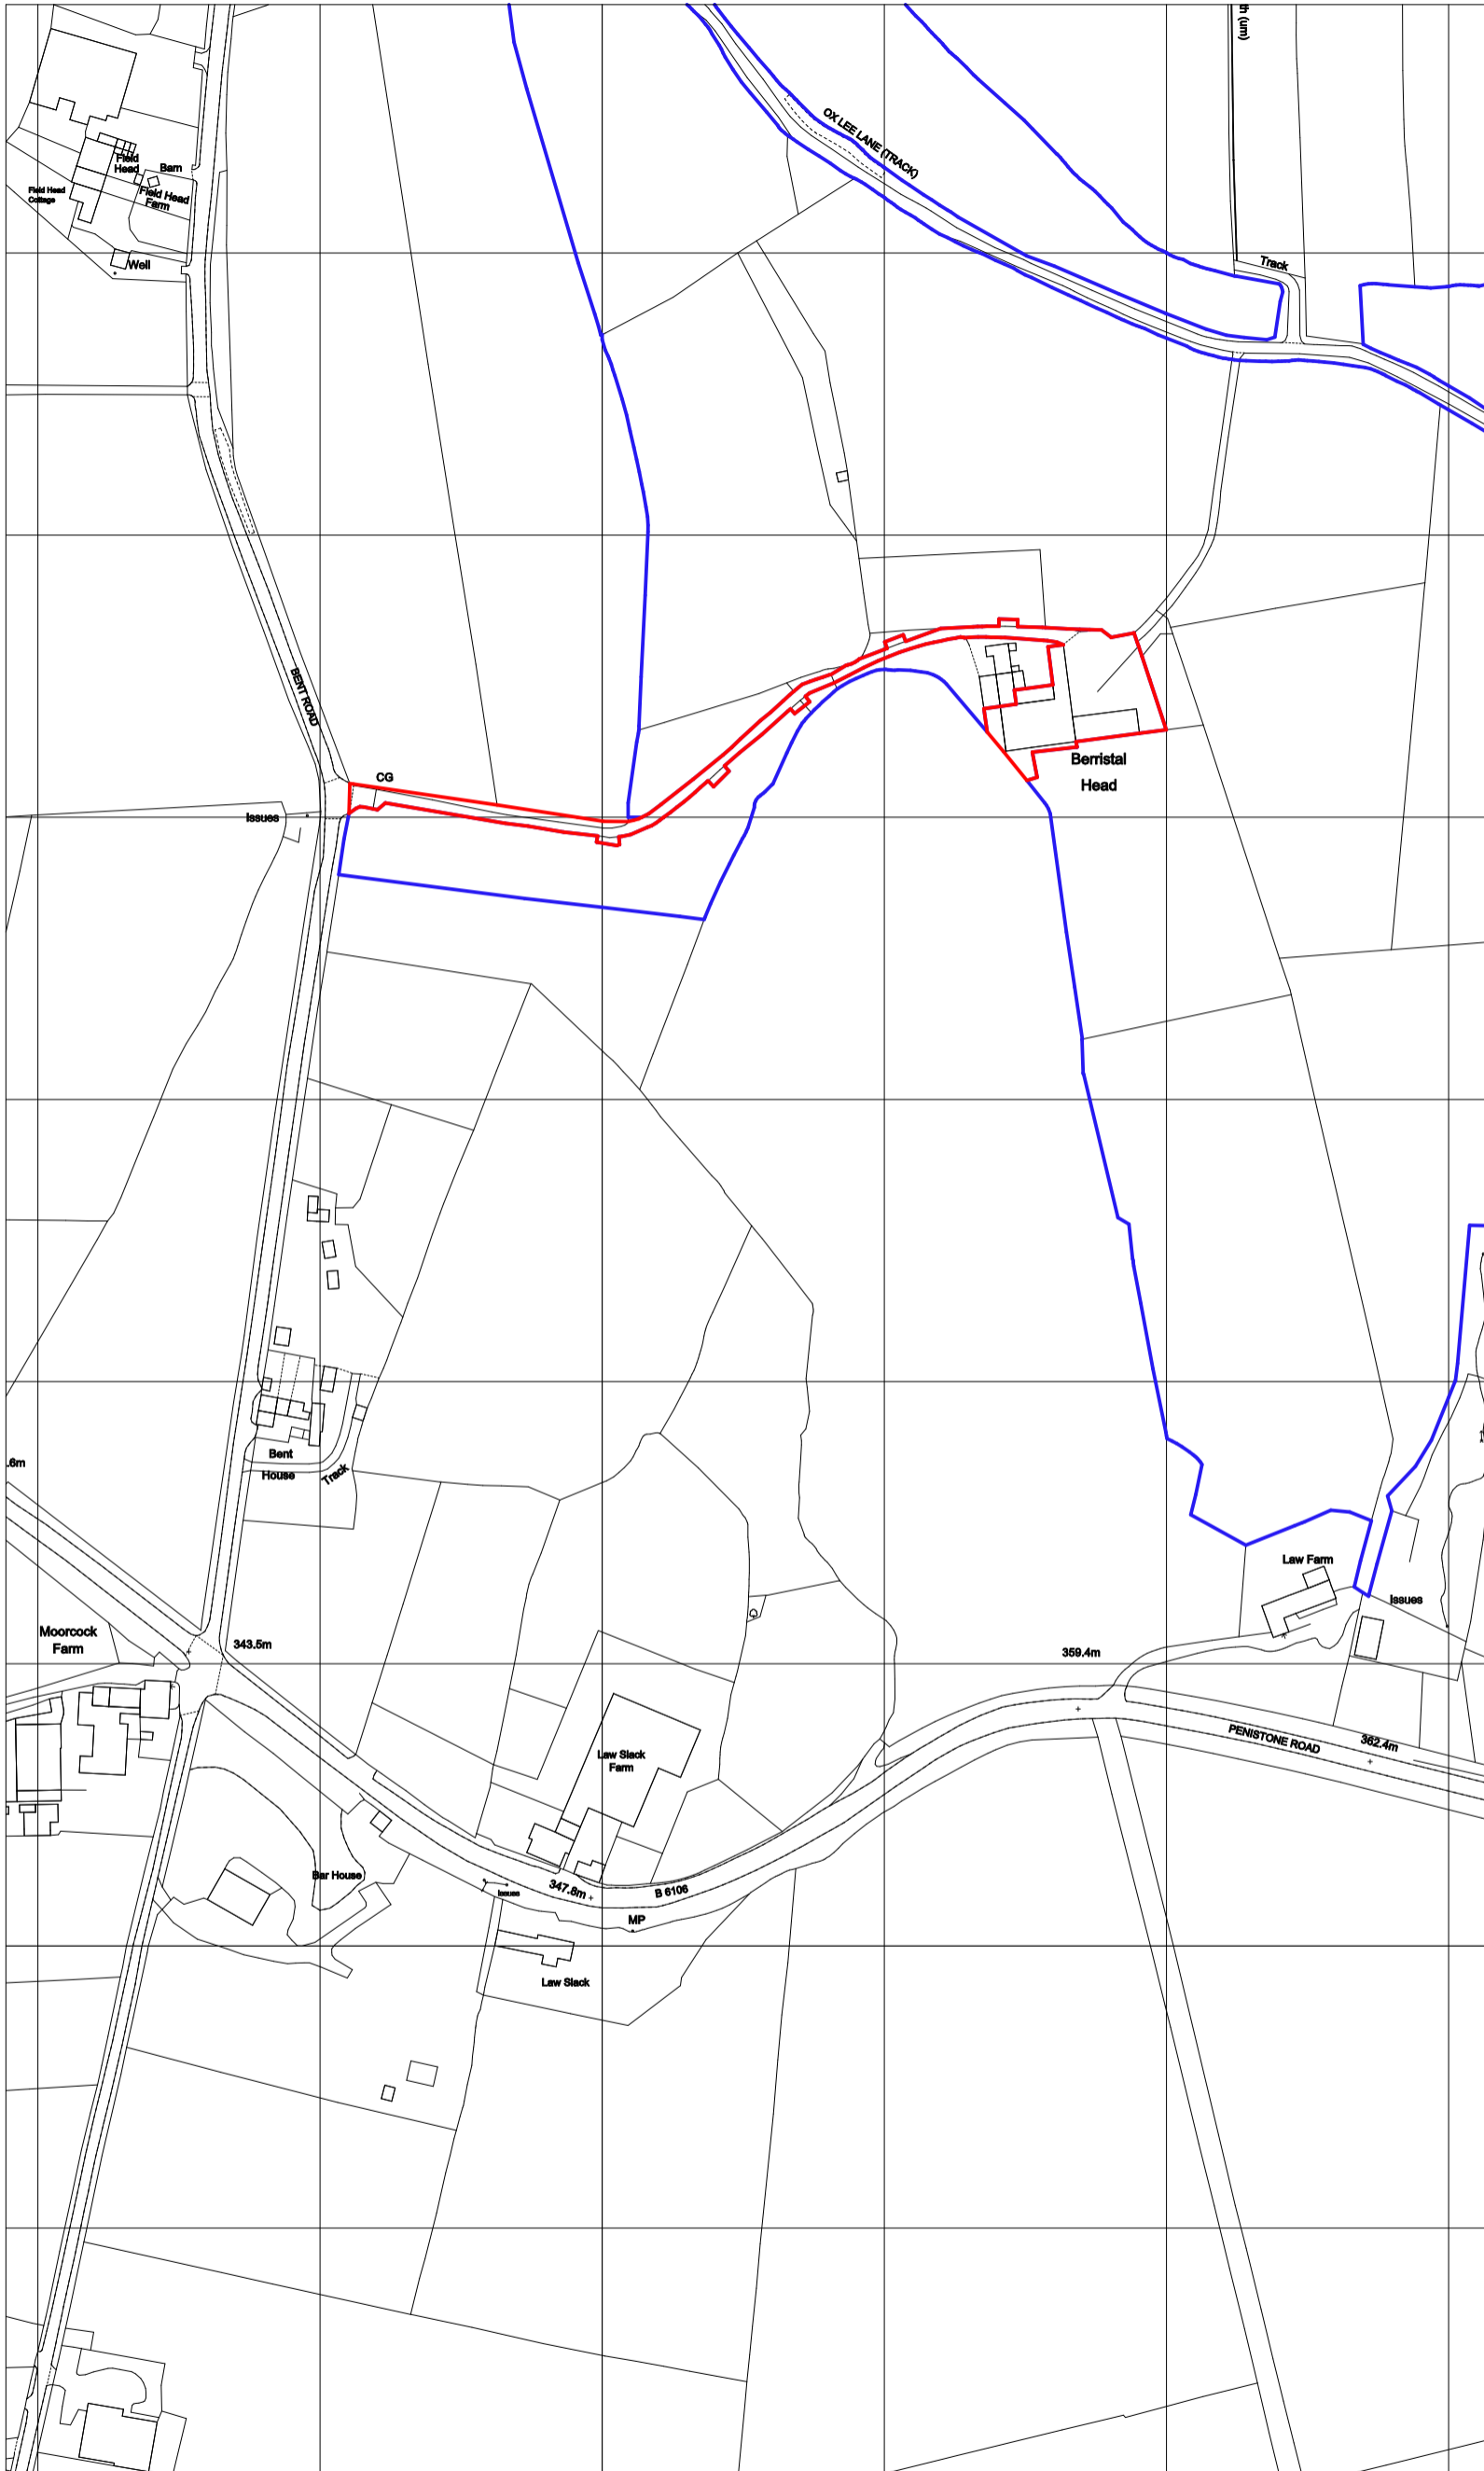 OX LEE LANE (TRACK)
Field
Head
Barn
Field Head
Cottage
Field Head
Farm
Well
Track
BENT ROAD
CG
Issues
Berristal
Head
Bent
House
Track
.6m
Moorcock
Farm
343.5m
Law Farm
Issues
359.4m
PENISTONE ROAD
362.4m
Law Slack
Farm
Bar House
Issues
347.8m
B 6106
MP
Law Slack